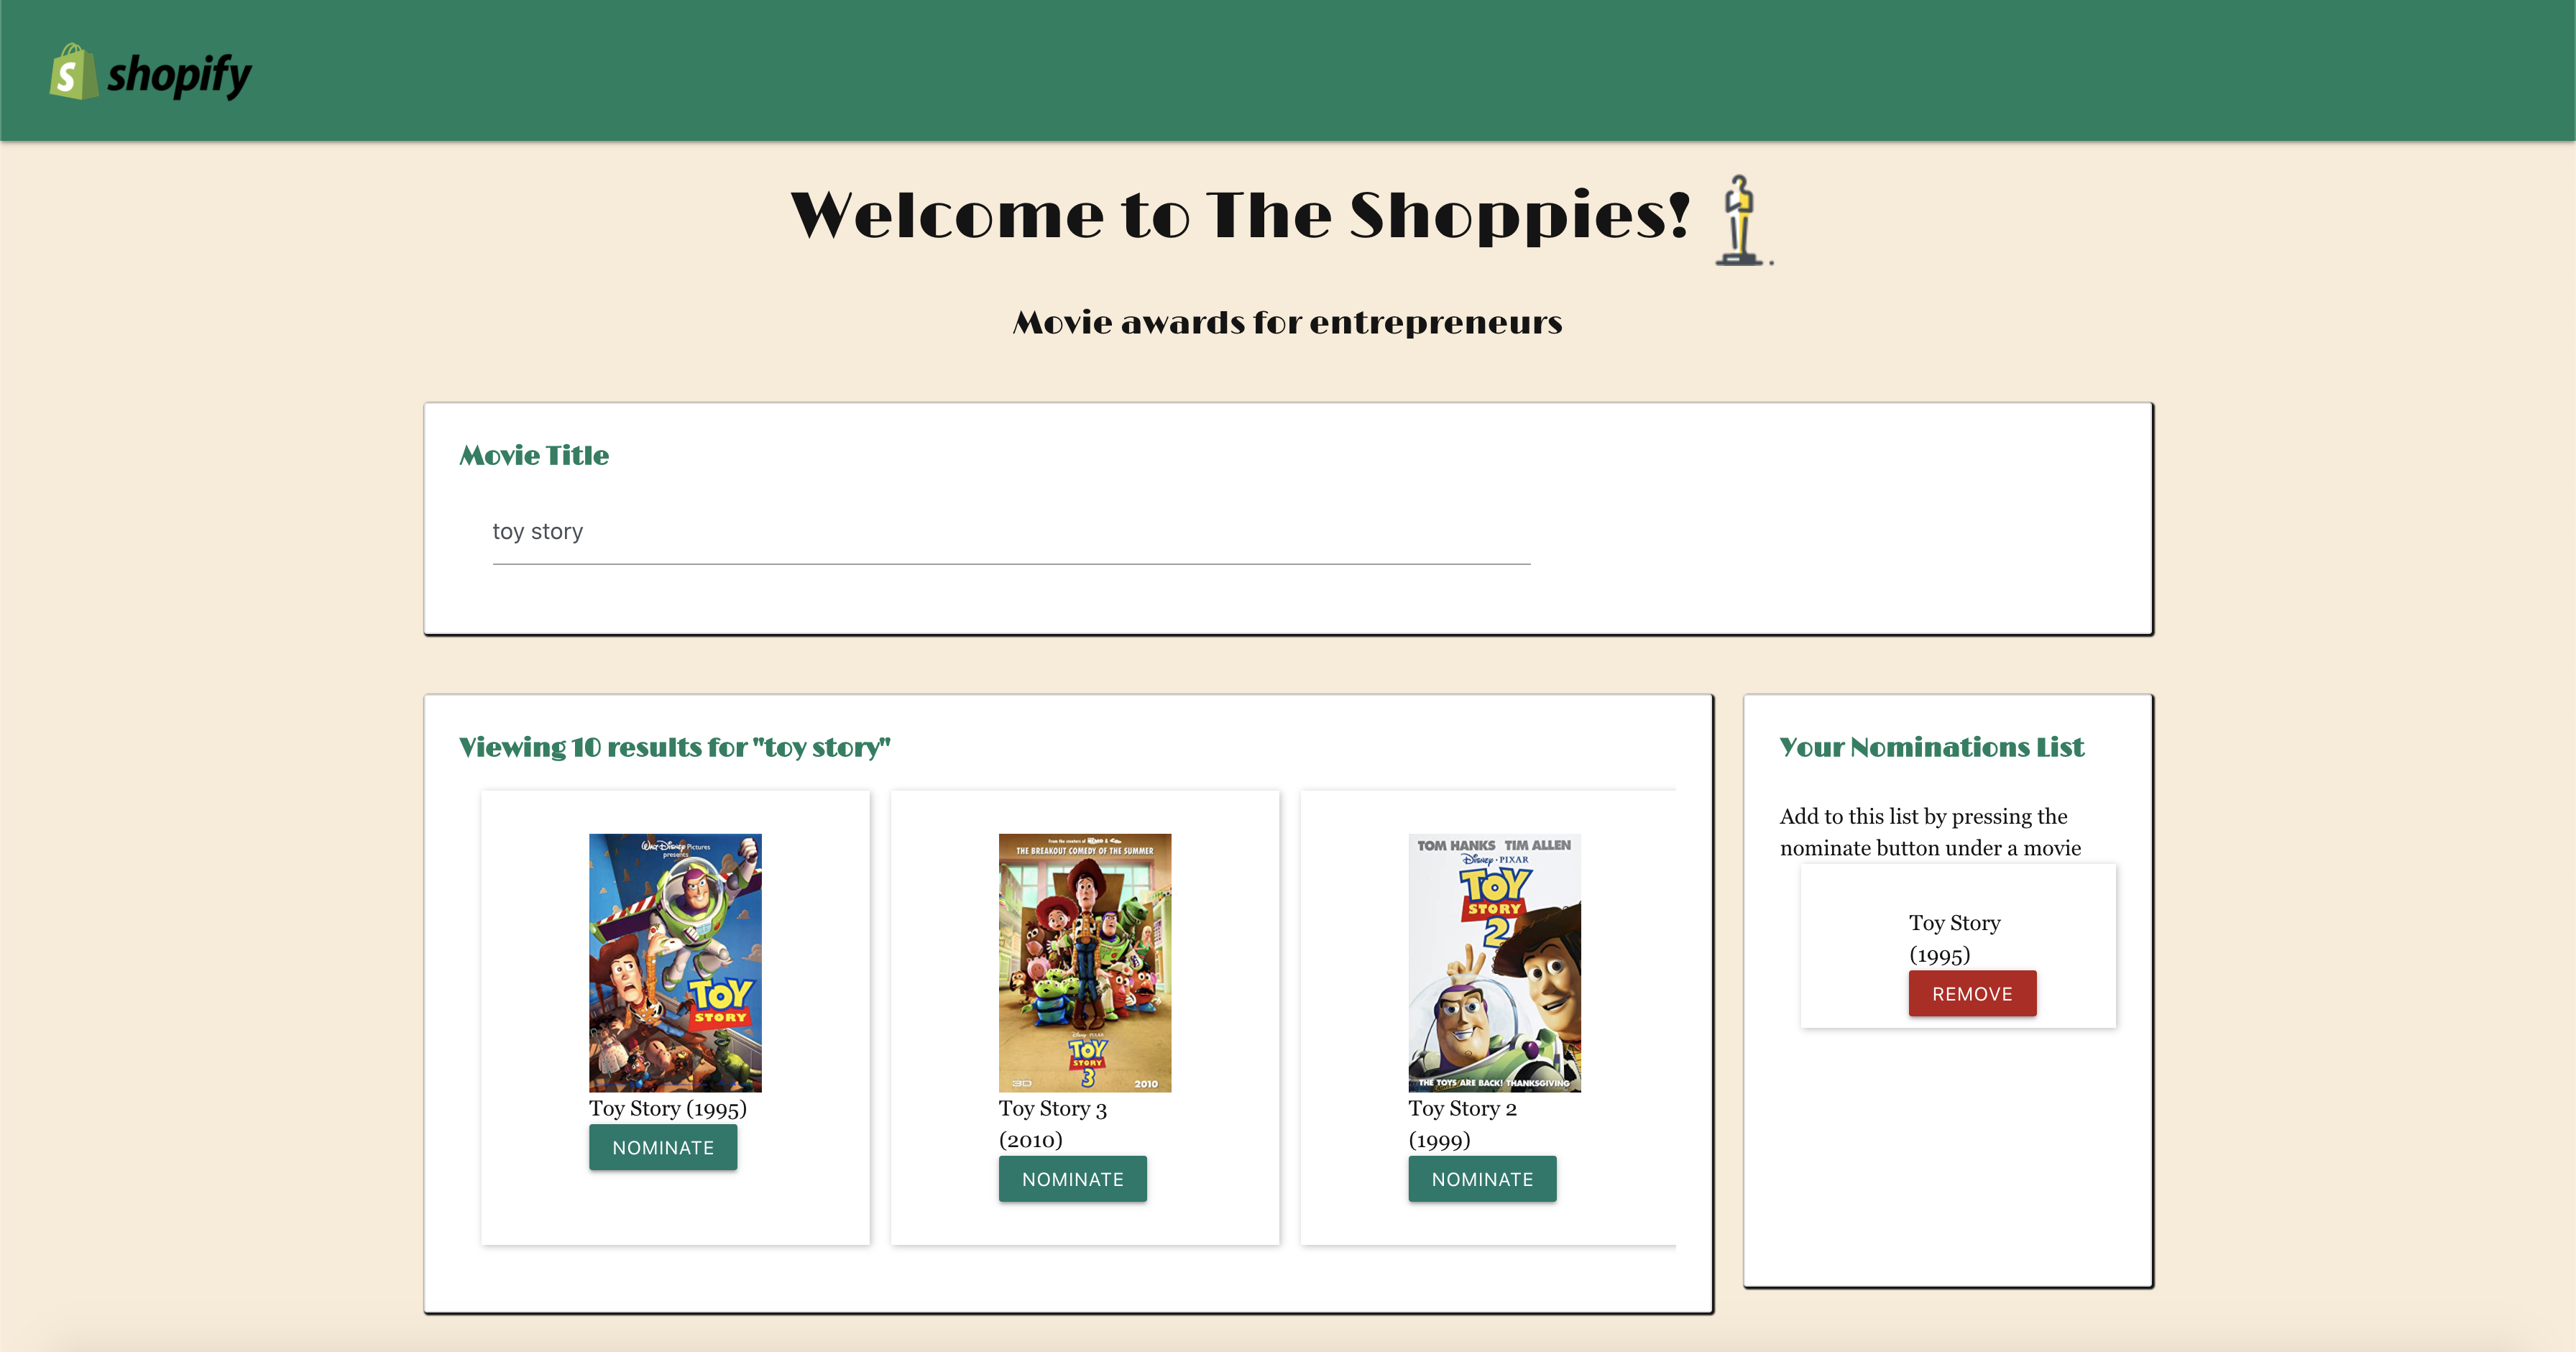 shopify
Welcome to The Shoppies!
Movie awards for entrepreneurs
Movie Title
toy story
Viewing 10 results for "toy story"
Walt Disney Pictures
presents
TOY
STORY
Toy Story (1995)
NOMINATE
THE BREAKOUT COMEDY OF THE SUMMER
DISNEY · PIXAR
TOY
STORY
3
3D
2010
Toy Story 3
(2010)
NOMINATE
TOM HANKS TIM ALLEN
Disney · PIXAR
TOY
STORY
2
THE TOYS ARE BACK! THANKSGIVING
Toy Story 2
(1999)
NOMINATE
Your Nominations List
Add to this list by pressing the
nominate button under a movie
Toy Story
(1995)
REMOVE